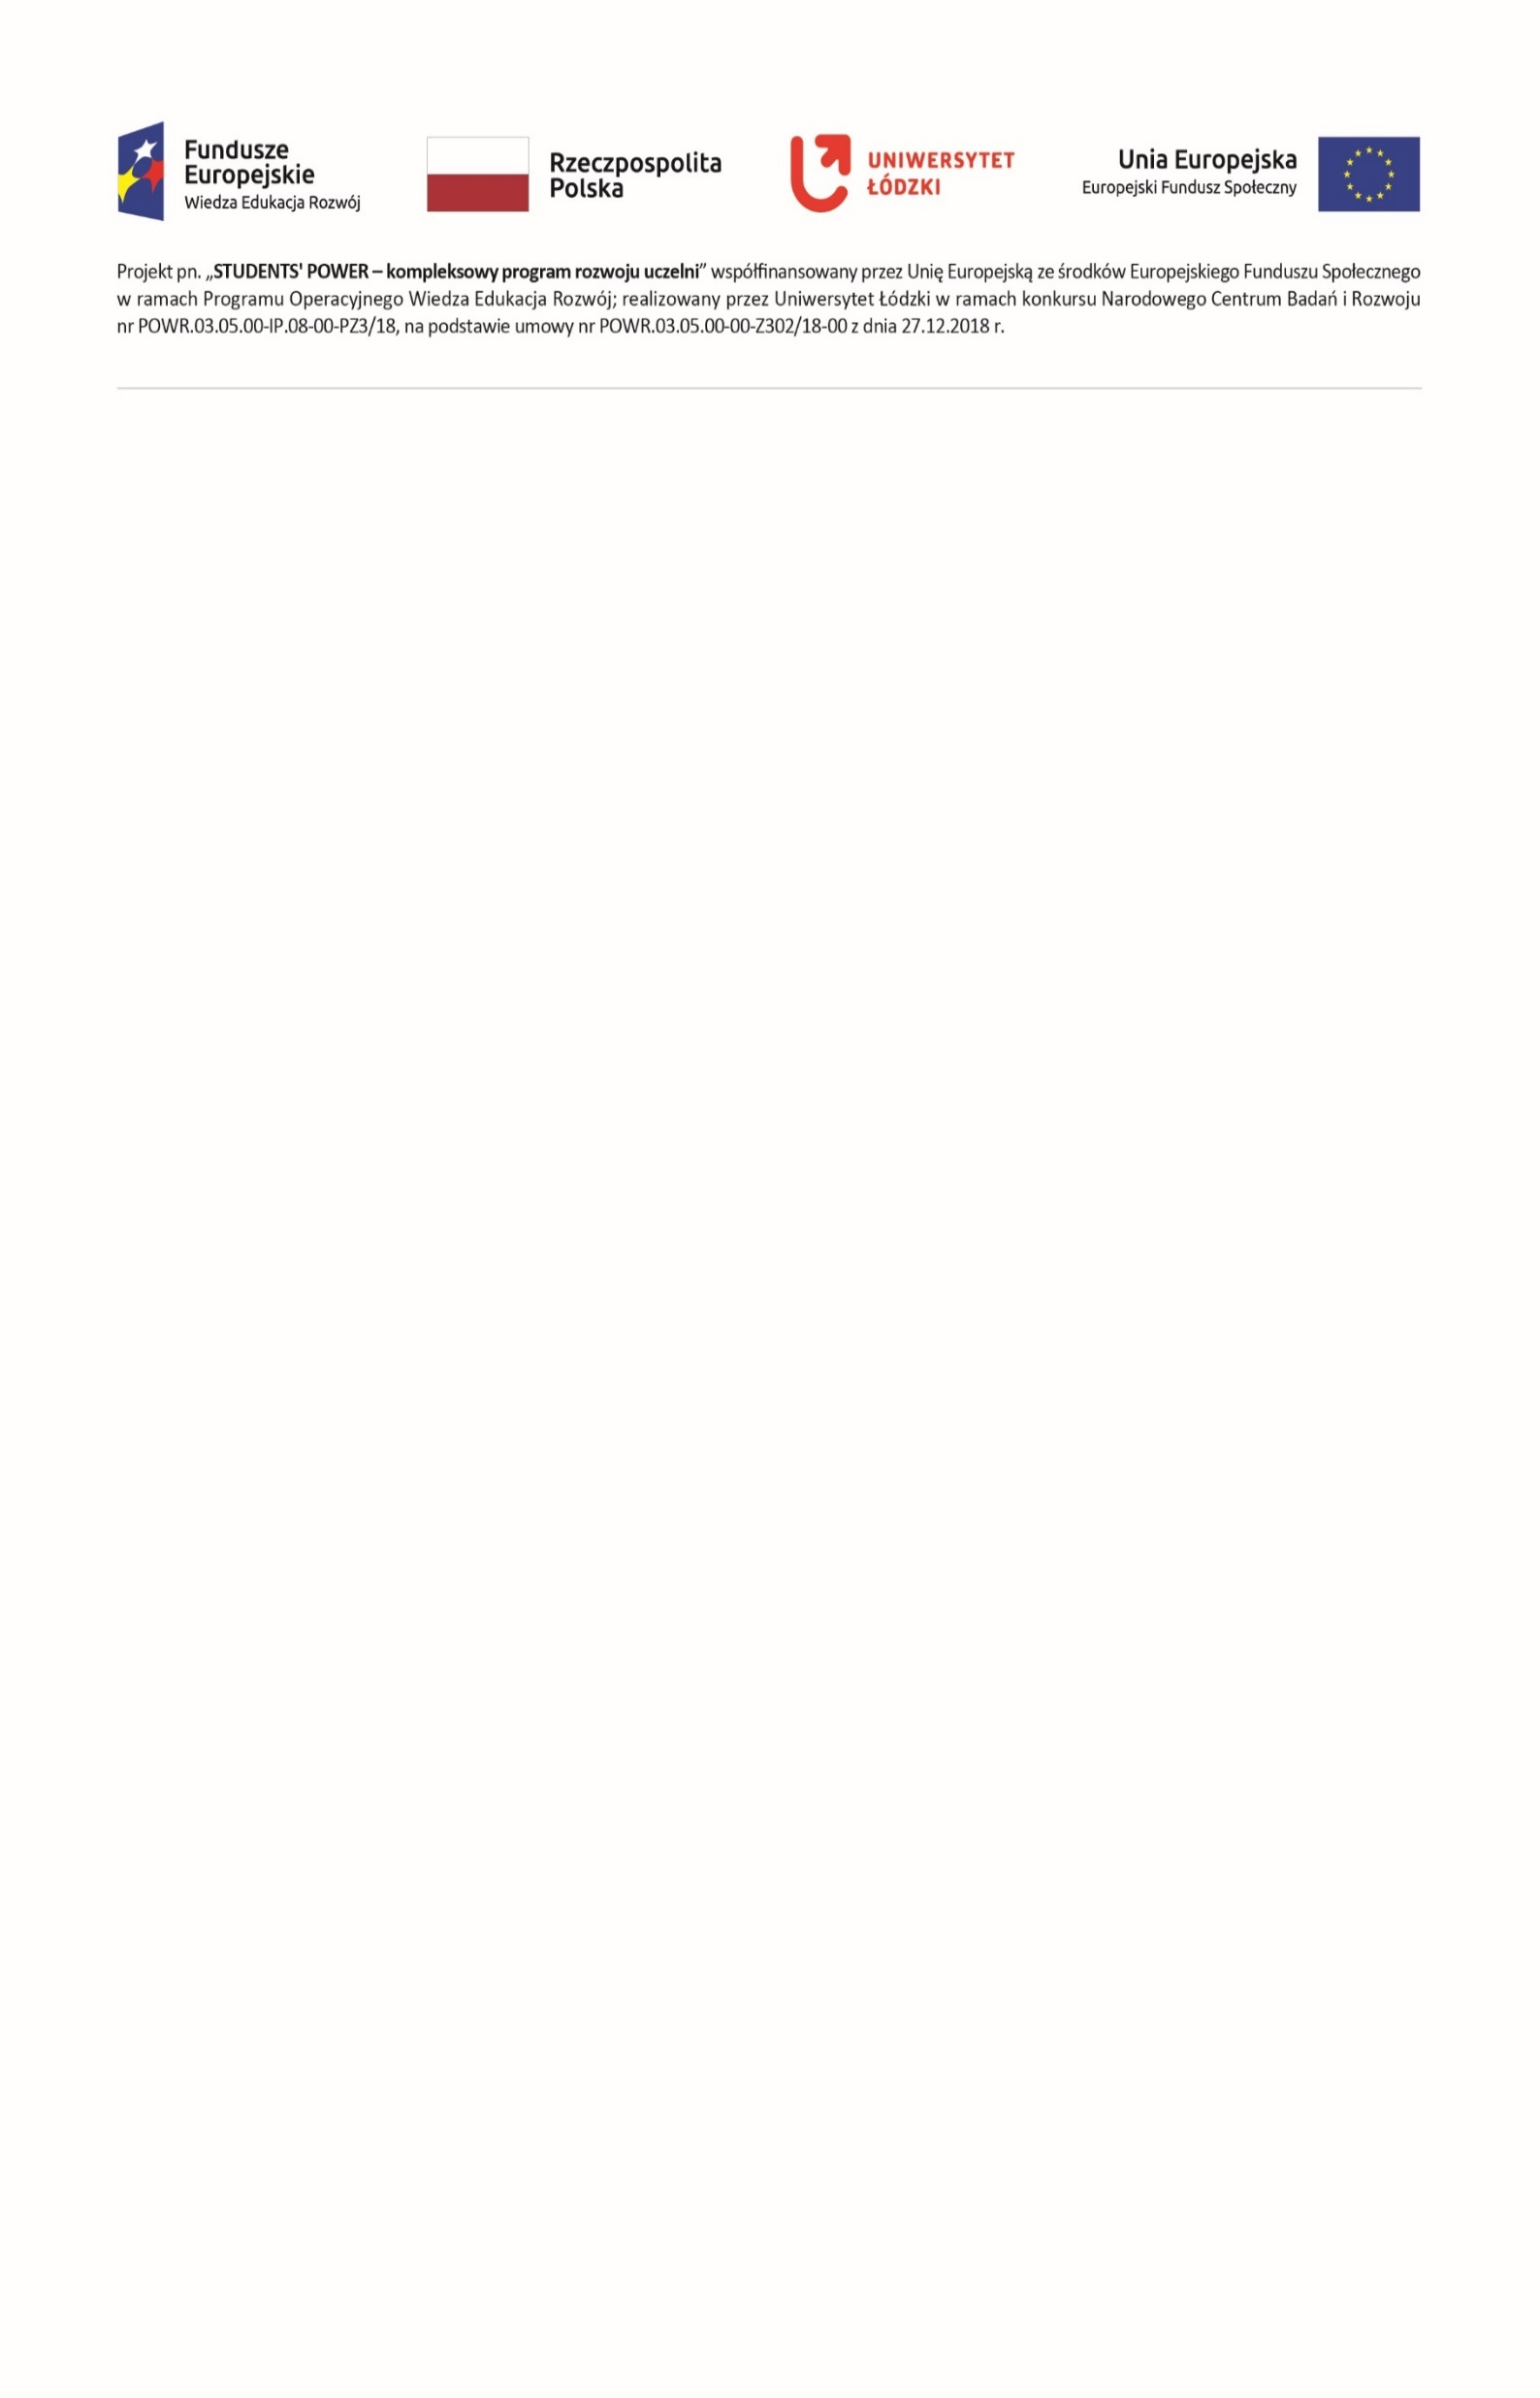 Fundusze
Europejskie
Wiedza Edukacja Rozwój
Rzeczpospolita
Polska
UNIWERSYTET
ŁÓDZKI
Unia Europejska
Europejski Fundusz Społeczny
Projekt pn. „STUDENTS' POWER – kompleksowy program rozwoju uczelni” współfinansowany przez Unię Europejską ze środków Europejskiego Funduszu Społecznego
w ramach Programu Operacyjnego Wiedza Edukacja Rozwój; realizowany przez Uniwersytet Łódzki w ramach konkursu Narodowego Centrum Badań i Rozwoju
nr POWR.03.05.00-IP.08-00-PZ3/18, na podstawie umowy nr POWR.03.05.00-00-Z302/18-00 z dnia 27.12.2018 r.